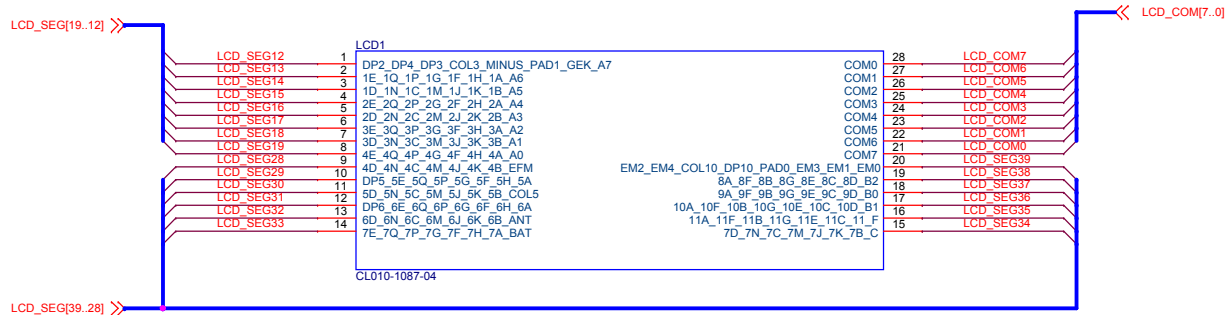 LCD_SEG[19..12]
LCD_COM[7..0]
LCD1
LCD_SEG12 1 DP2_DP4_DP3_COL3_MINUS_PAD1_GEK_A7 COM0 28 LCD_COM7
LCD_SEG13 2 1E_1Q_1P_1G_1F_1H_1A_A6 COM1 27 LCD_COM6
LCD_SEG14 3 1D_1N_1C_1M_1J_1K_1B_A5 COM2 26 LCD_COM5
LCD_SEG15 4 2E_2Q_2P_2G_2F_2H_2A_A4 COM3 25 LCD_COM4
LCD_SEG16 5 2D_2N_2C_2M_2J_2K_2B_A3 COM4 24 LCD_COM3
LCD_SEG17 6 3E_3Q_3P_3G_3F_3H_3A_A2 COM5 23 LCD_COM2
LCD_SEG18 7 3D_3N_3C_3M_3J_3K_3B_A1 COM6 22 LCD_COM1
LCD_SEG19 8 4E_4Q_4P_4G_4F_4H_4A_A0 COM7 21 LCD_COM0
LCD_SEG28 9 4D_4N_4C_4M_4J_4K_4B_EFM EM2_EM4_COL10_DP10_PAD0_EM3_EM1_EM0 20 LCD_SEG39
LCD_SEG29 10 DP5_5E_5Q_5P_5G_5F_5H_5A 8A_8F_8B_8G_8E_8C_8D_B2 19 LCD_SEG38
LCD_SEG30 11 5D_5N_5C_5M_5J_5K_5B_COL5 9A_9F_9B_9G_9E_9C_9D_B0 18 LCD_SEG37
LCD_SEG31 12 DP6_6E_6Q_6P_6G_6F_6H_6A 10A_10F_10B_10G_10E_10C_10D_B1 17 LCD_SEG36
LCD_SEG32 13 6D_6N_6C_6M_6J_6K_6B_ANT 11A_11F_11B_11G_11E_11C_11_F 16 LCD_SEG35
LCD_SEG33 14 7E_7Q_7P_7G_7F_7H_7A_BAT 7D_7N_7C_7M_7J_7K_7B_C 15 LCD_SEG34
CL010-1087-04
LCD_SEG[39..28]